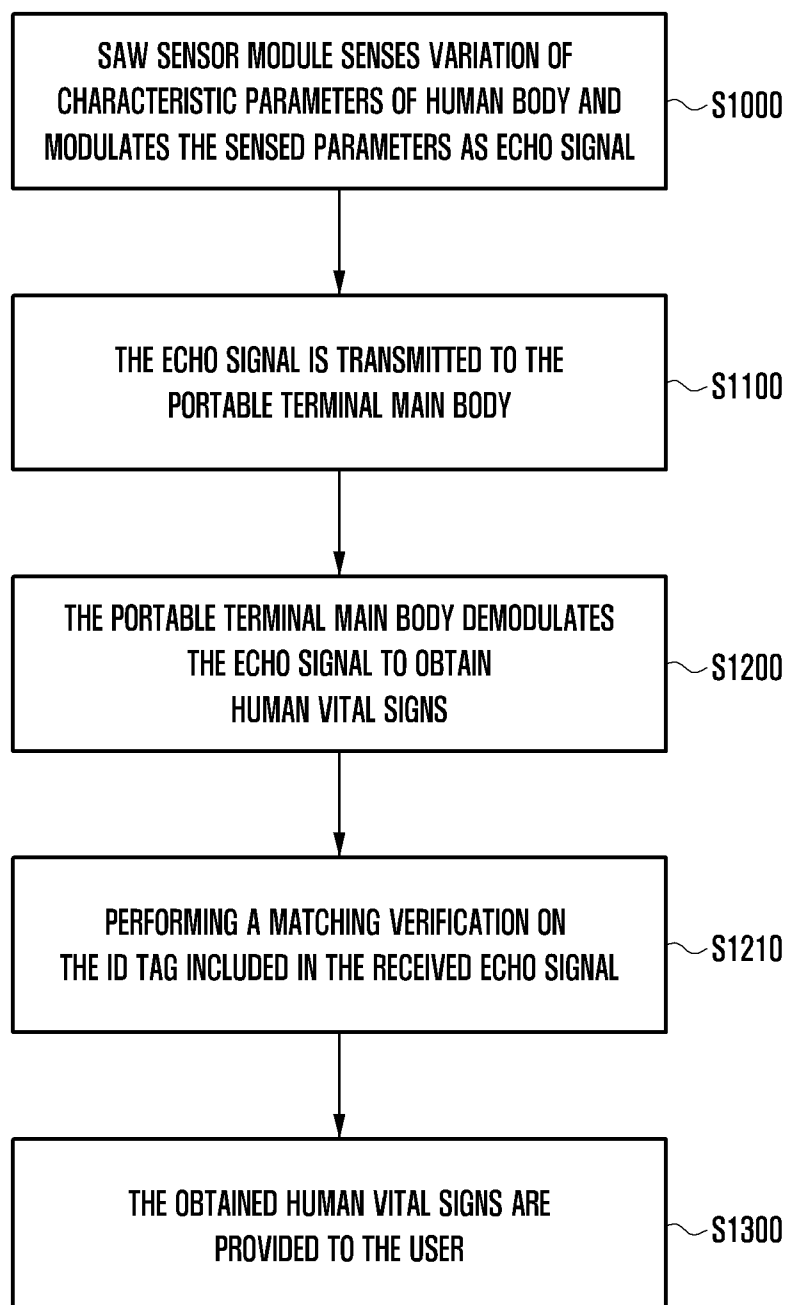 SAW SENSOR MODULE SENSES VARIATION OF
CHARACTERISTIC PARAMETERS OF HUMAN BODY AND
MODULATES THE SENSED PARAMETERS AS ECHO SIGNAL
S1000
THE ECHO SIGNAL IS TRANSMITTED TO THE
PORTABLE TERMINAL MAIN BODY
S1100
THE PORTABLE TERMINAL MAIN BODY DEMODULATES
THE ECHO SIGNAL TO OBTAIN
HUMAN VITAL SIGNS
S1200
PERFORMING A MATCHING VERIFICATION ON
THE ID TAG INCLUDED IN THE RECEIVED ECHO SIGNAL
S1210
THE OBTAINED HUMAN VITAL SIGNS ARE
PROVIDED TO THE USER
S1300